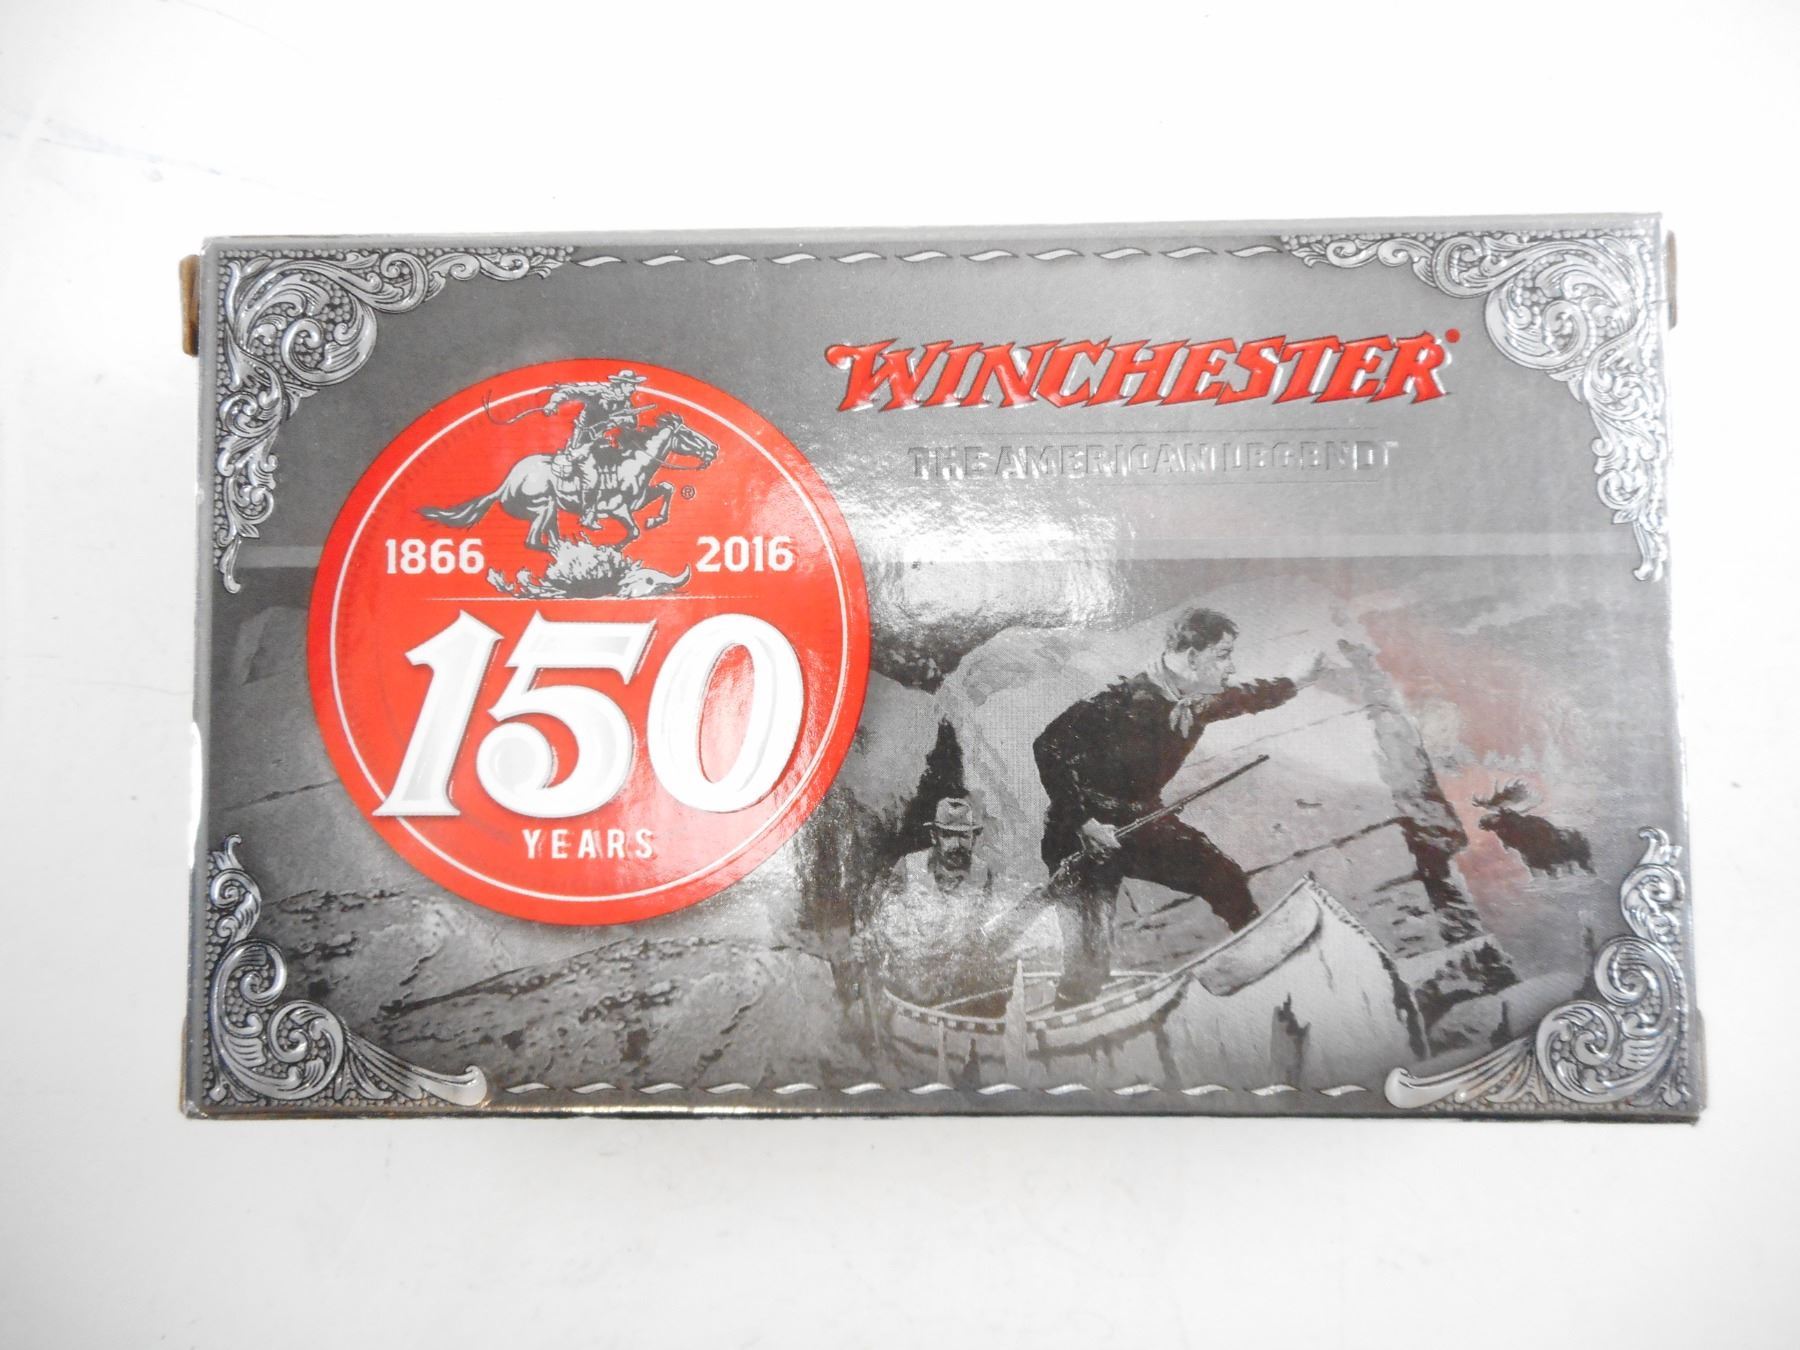 WINCHESTER
THE AMERICAN LEGEND
®
1866 2016
150
YEARS